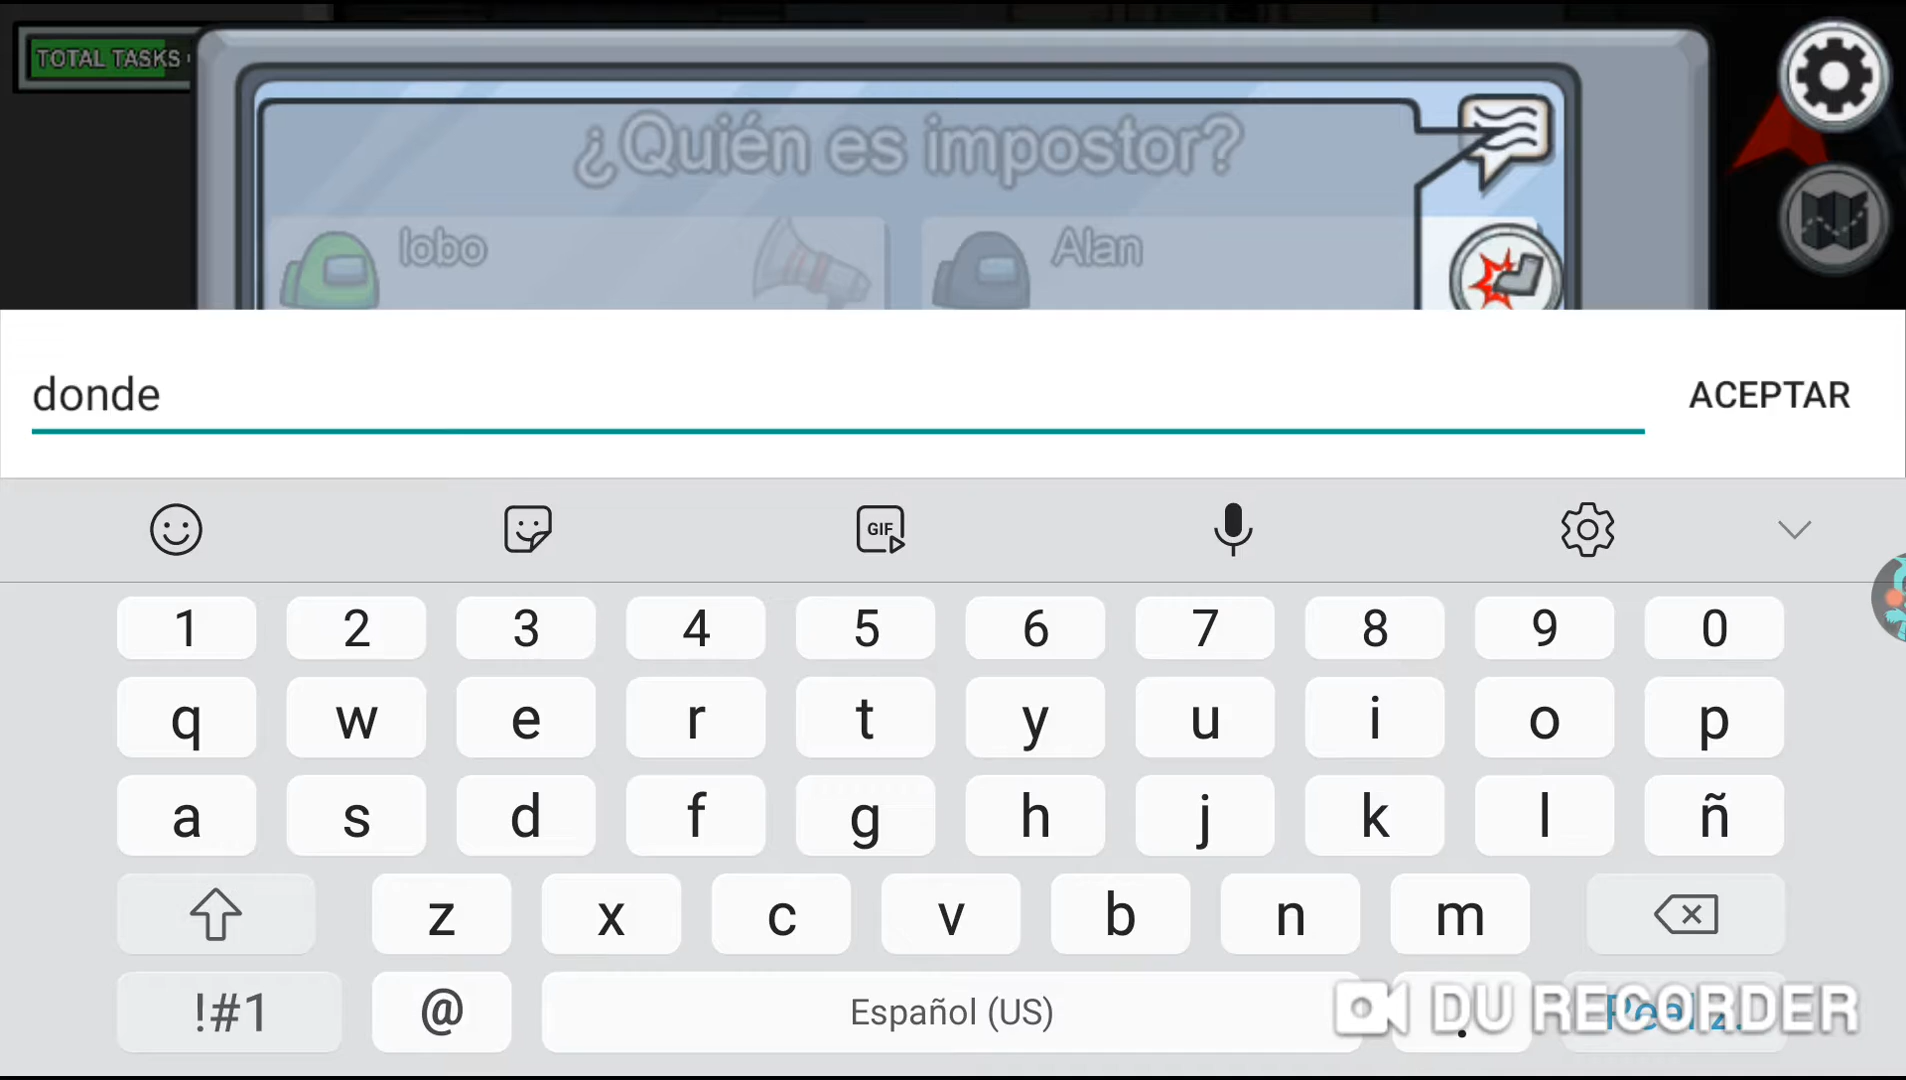 TOTAL TASKS
¿Quién es impostor?
lobo
Alan
donde
ACEPTAR
GIF
1 2 3 4 5 6 7 8 9 0
q w e r t y u i o p
a s d f g h j k l ñ
z x c v b n m
!#1 @ Español (US) .
DU RECORDER